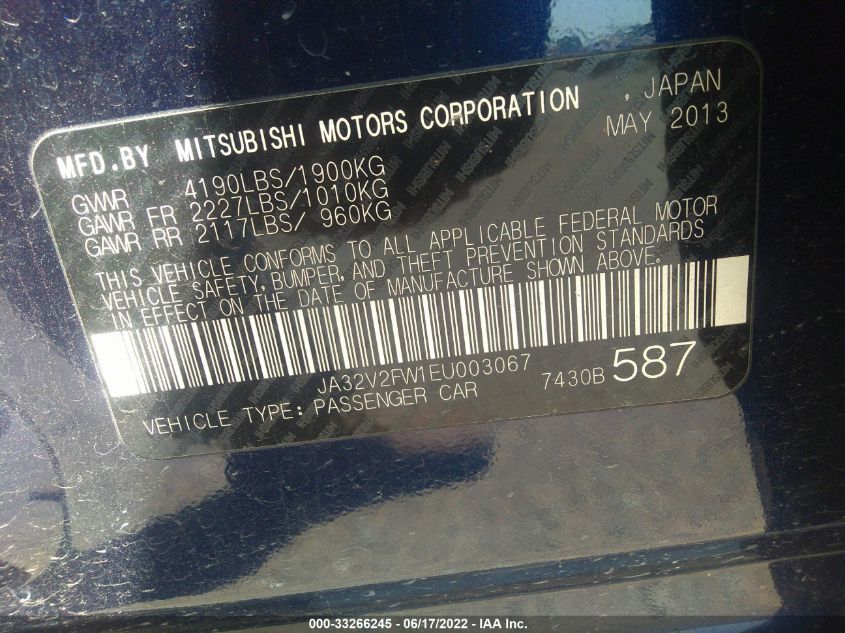 MFD.BY MITSUBISHI MOTORS CORPORATION , JAPAN
MAY 2013
GVWR 4190LBS/1900KG
GAWR FR 2227LBS/1010KG
GAWR RR 2117LBS/ 960KG
THIS VEHICLE CONFORMS TO ALL APPLICABLE FEDERAL MOTOR
VEHICLE SAFETY, BUMPER, AND THEFT PREVENTION STANDARDS
IN EFFECT ON THE DATE OF MANUFACTURE SHOWN ABOVE.
JA32V2FW1EU003067
VEHICLE TYPE: PASSENGER CAR 7430B 587
000-33266245 - 06/17/2022 - IAA Inc.